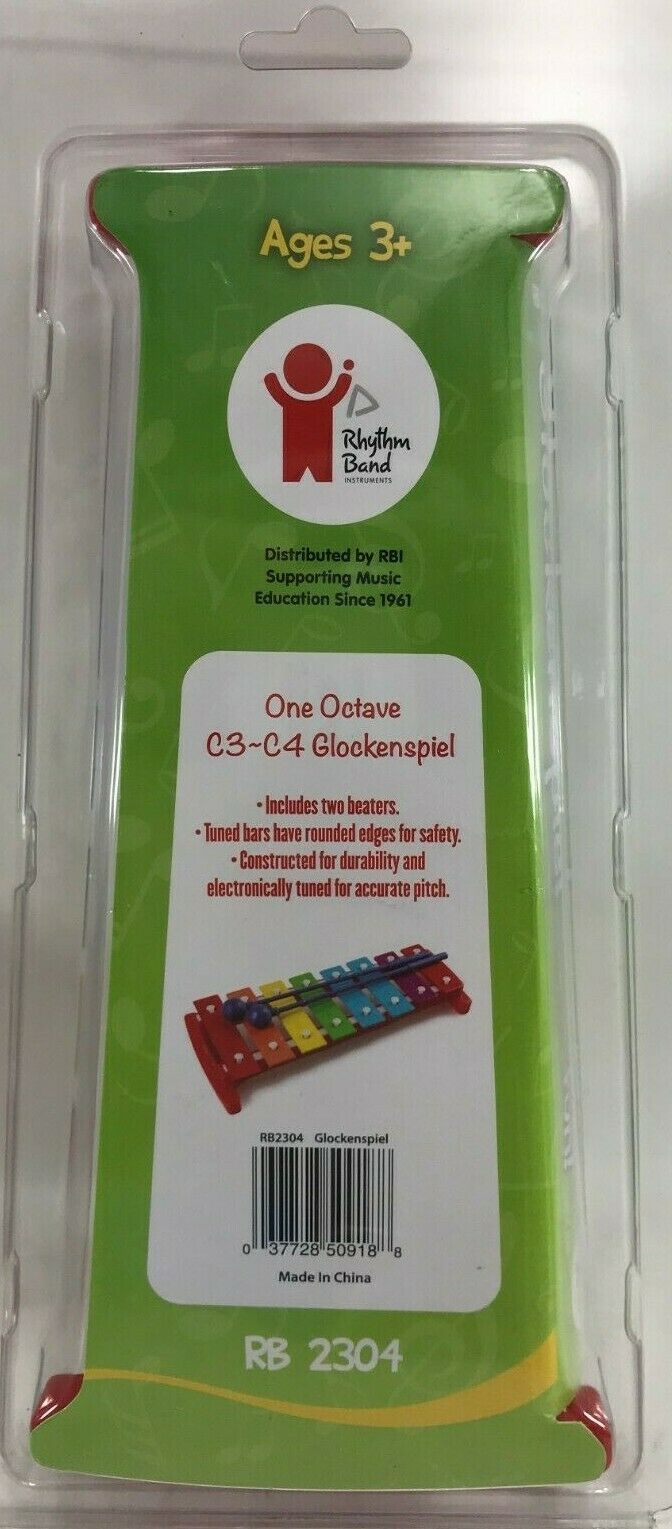 Ages 3+
Rhythm
Band
INSTRUMENTS
Distributed by RBI
Supporting Music
Education Since 1961
One Octave
C3~C4 Glockenspiel
• Includes two beaters.
• Tuned bars have rounded edges for safety.
• Constructed for durability and
electronically tuned for accurate pitch.
RB2304 Glockenspiel
0 37728 50918 8
Made In China
RB 2304